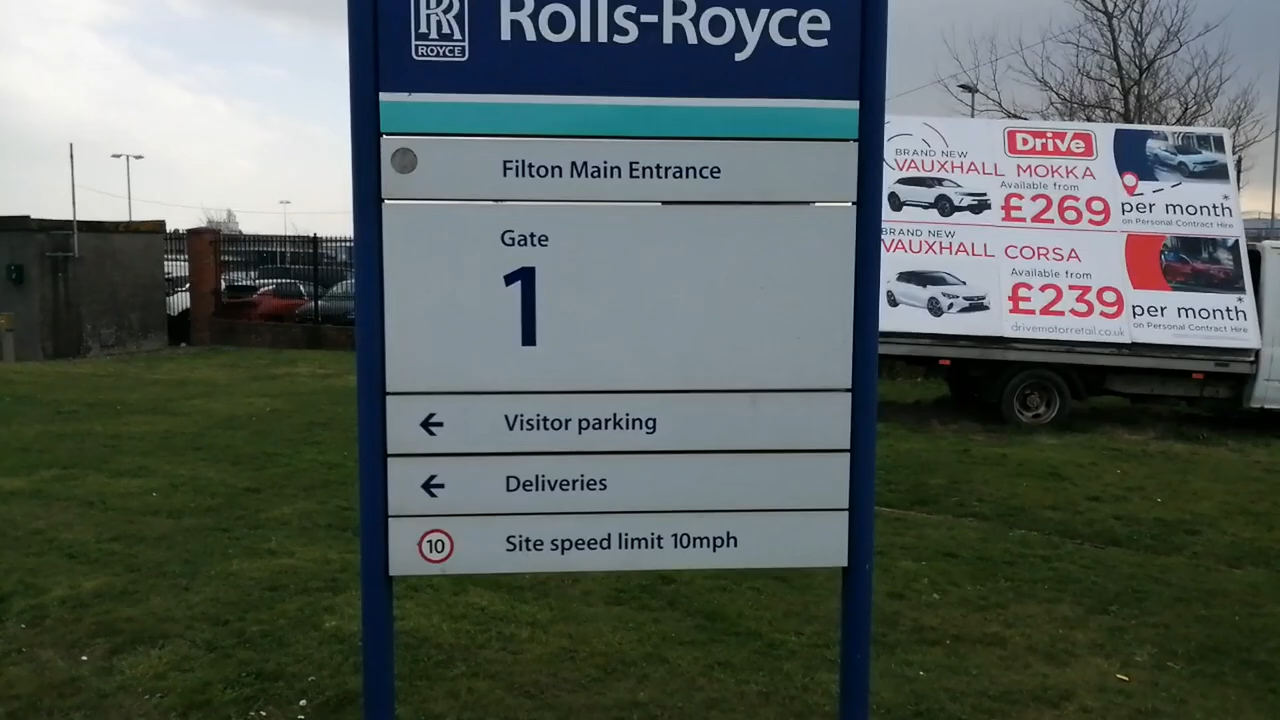 RR
ROYCE
Rolls-Royce
Filton Main Entrance
Gate
1
Visitor parking
Deliveries
10
Site speed limit 10mph
Drive
BRAND NEW
VAUXHALL MOKKA
Available from
£269
per month*
on Personal Contract Hire
BRAND NEW
VAUXHALL CORSA
Available from
£239
per month*
on Personal Contract Hire
drivemotorretail.co.uk